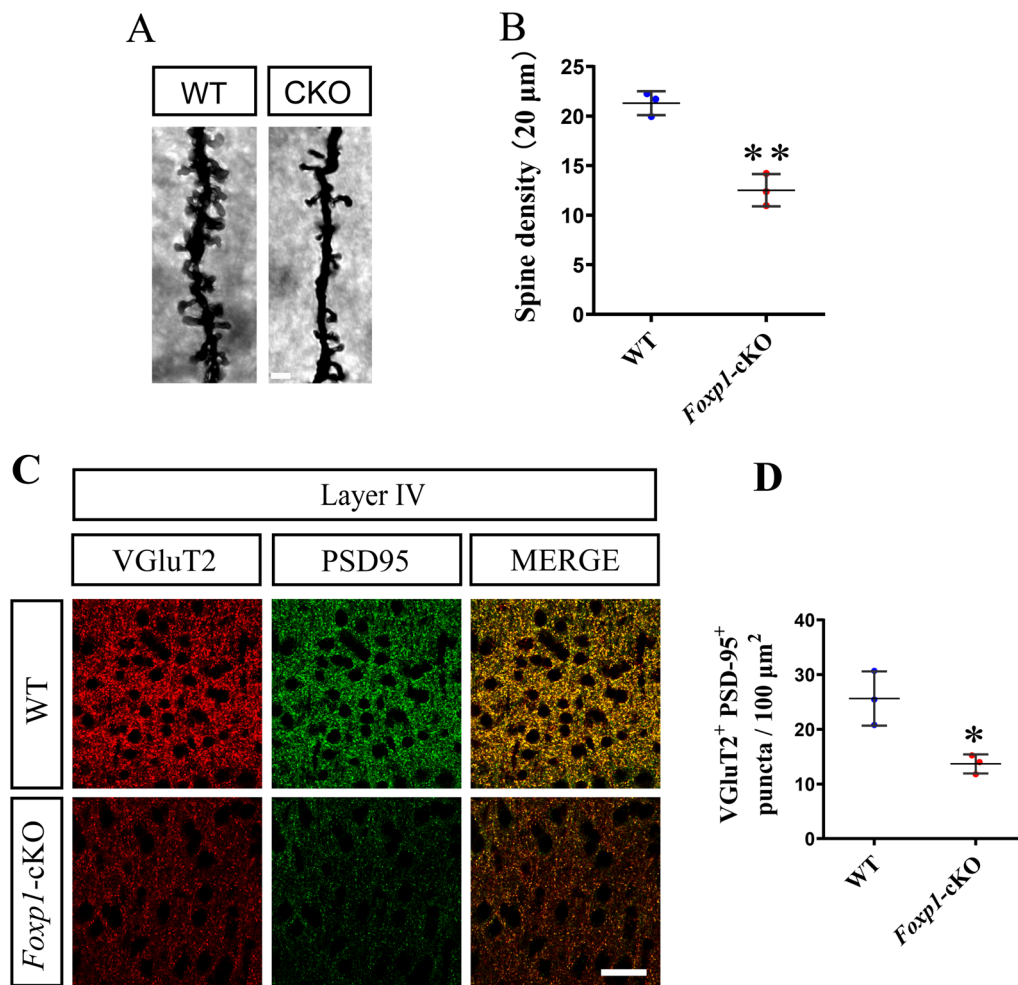 A
WT
CKO
B
Spine density (20 μm)
25
20
15
10
5
0
**
WT
Foxp1-cKO
C
Layer IV
VGluT2
PSD95
MERGE
WT
Foxp1-cKO
D
VGluT2⁺ PSD-95⁺
puncta / 100 μm²
40
30
20
10
0
*
WT
Foxp1-cKO